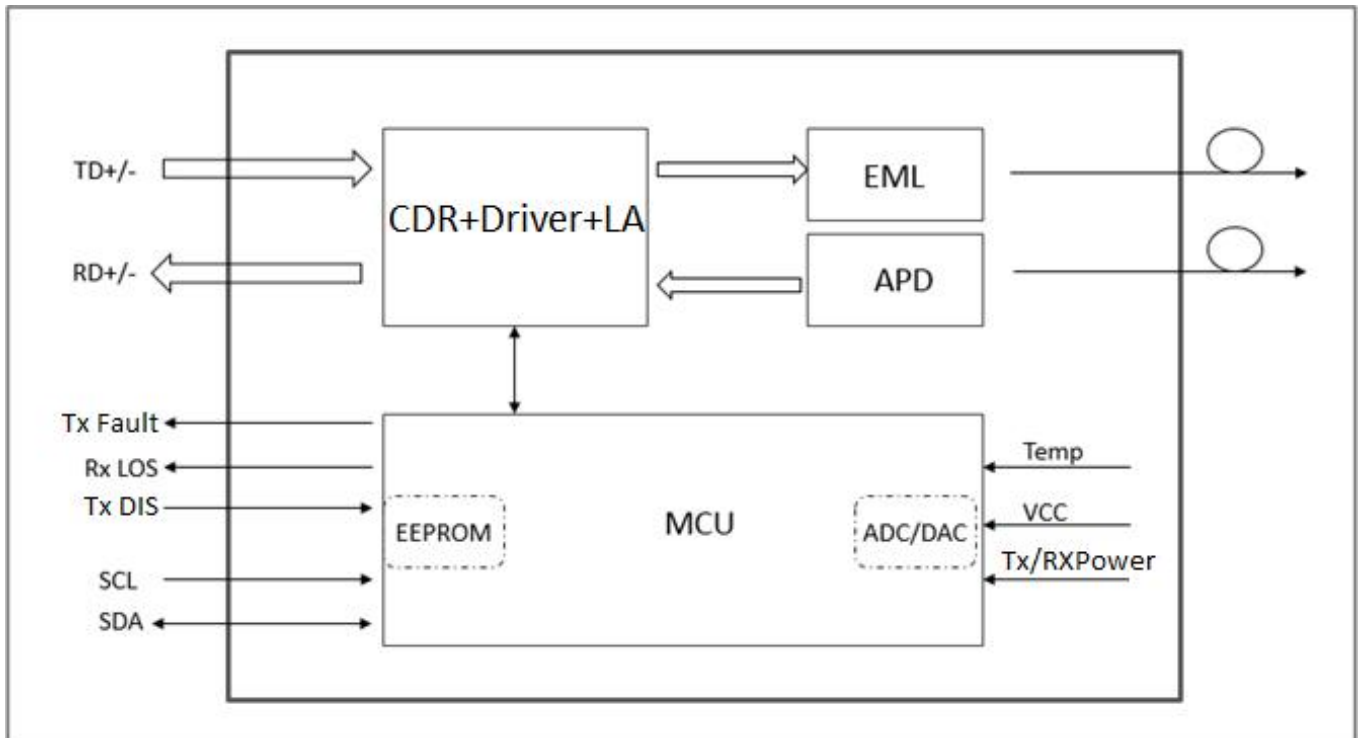 TD+/-
CDR+Driver+LA
EML
RD+/-
APD
Tx Fault
Rx LOS
Tx DIS
SCL
SDA
EEPROM
MCU
ADC/DAC
Temp
VCC
Tx/RXPower